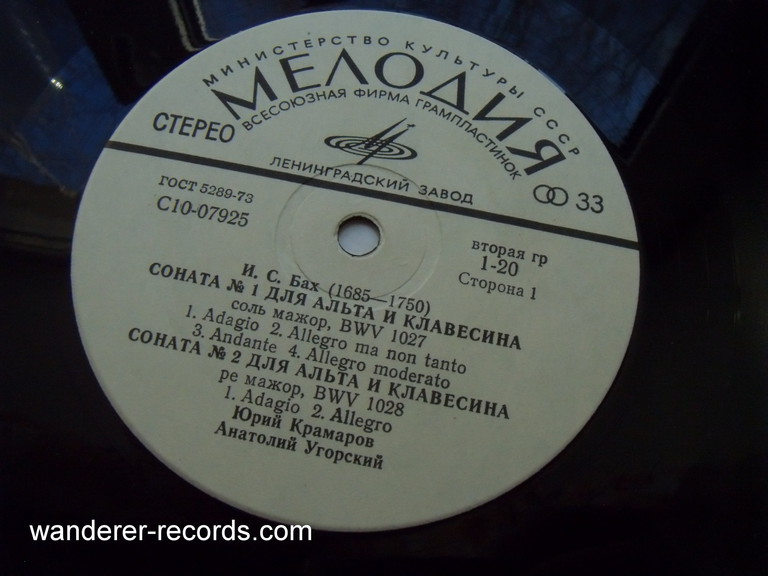 МИНИСТЕРСТВО КУЛЬТУРЫ СССР
МЕЛОДИЯ
ВСЕСОЮЗНАЯ ФИРМА ГРАМПЛАСТИНОК
СТЕРЕО
ЛЕНИНГРАДСКИЙ ЗАВОД
33
ГОСТ 5289-73
С10-07925
вторая гр
1-20
Сторона 1
И. С. Бах (1685—1750)
СОНАТА № 1 ДЛЯ АЛЬТА И КЛАВЕСИНА
соль мажор, BWV 1027
1. Adagio 2. Allegro ma non tanto
3. Andante 4. Allegro moderato
СОНАТА № 2 ДЛЯ АЛЬТА И КЛАВЕСИНА
ре мажор, BWV 1028
1. Adagio 2. Allegro
Юрий Крамаров
Анатолий Угорский
wanderer-records.com